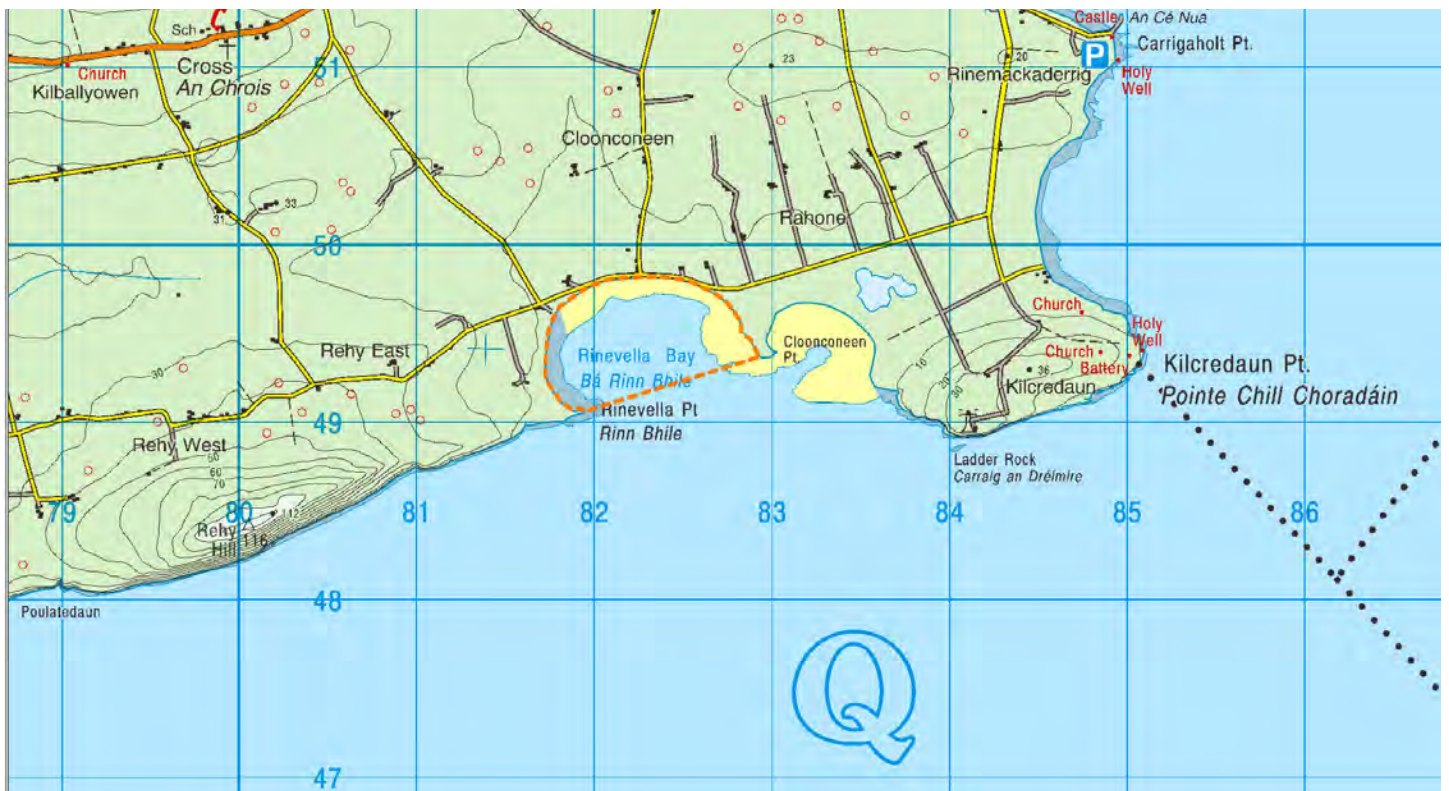 Castle
An Cé Nua
Sch
C
Carrigaholt Pt.
P
Cross
An Chrois
51
Church
Kilballyowen
23
20
Rinemackaderrig
Holy
Well
Cloonconeen
33
31
Rahone
50
Church
Holy
Well
Rinevella Bay
Bá Rinn Bhile
Cloonconeen
Pt.
Rehy East
30
10
20
30
36
Church
Battery
Kilcredaun
Kilcredaun Pt.
Pointe Chill Choradáin
Rinevella Pt
Rinn Bhile
49
Rehy West
60
60
70
Ladder Rock
Carraig an Dréimire
79
80
81
82
83
84
85
86
112
Rehy
Hill 116
48
Poulatedaun
Q
47